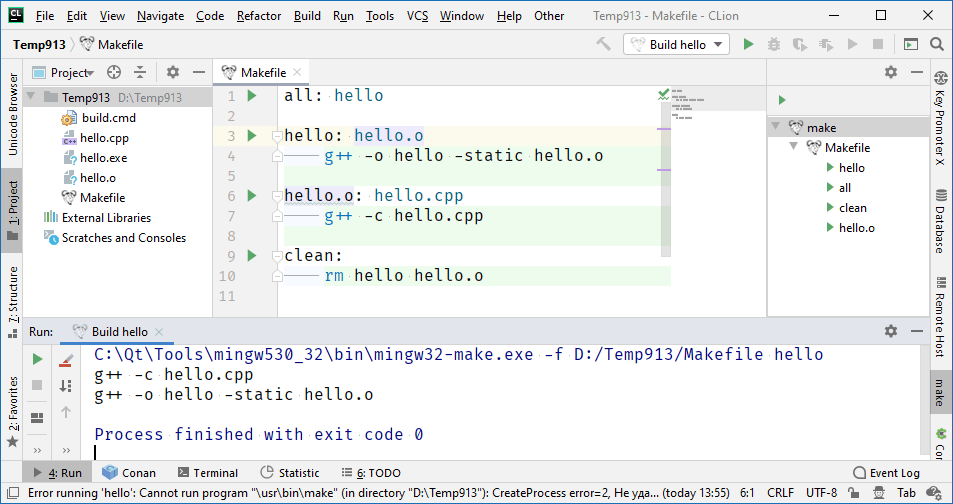 File Edit View Navigate Code Refactor Build Run Tools VCS Window Help Other Temp913 - Makefile - CLion
Temp913 Makefile Build hello
Project Makefile
Temp913 D:\Temp913
build.cmd
hello.cpp
hello.exe
hello.o
Makefile
External Libraries
Scratches and Consoles
1 all: hello
2
3 hello: hello.o
4 g++ -o hello -static hello.o
5
6 hello.o: hello.cpp
7 g++ -c hello.cpp
8
9 clean:
10 rm hello hello.o
11
make
Makefile
hello
all
clean
hello.o
Unicode Browser
1: Project
7: Structure
2: Favorites
Key Promoter X
Database
Remote Host
make
Run: Build hello
C:\Qt\Tools\mingw530_32\bin\mingw32-make.exe -f D:/Temp913/Makefile hello
g++ -c hello.cpp
g++ -o hello -static hello.o
Process finished with exit code 0
4: Run Conan Terminal Statistic 6: TODO Event Log
Error running 'hello': Cannot run program "\usr\bin\make" (in directory "D:\Temp913"): CreateProcess error=2, Не уда... (today 13:55) 6:1 CRLF UTF-8 Tab